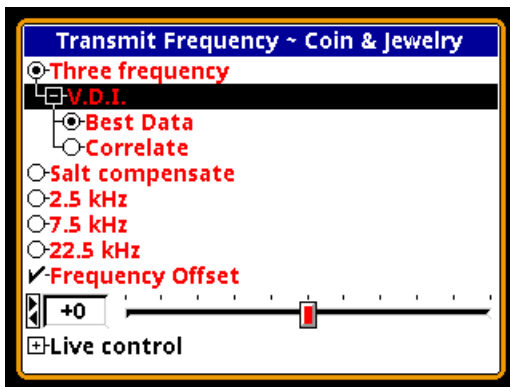 Transmit Frequency ~ Coin & Jewelry
Three frequency
V.D.I.
Best Data
Correlate
Salt compensate
2.5 kHz
7.5 kHz
22.5 kHz
Frequency Offset
+0
Live control